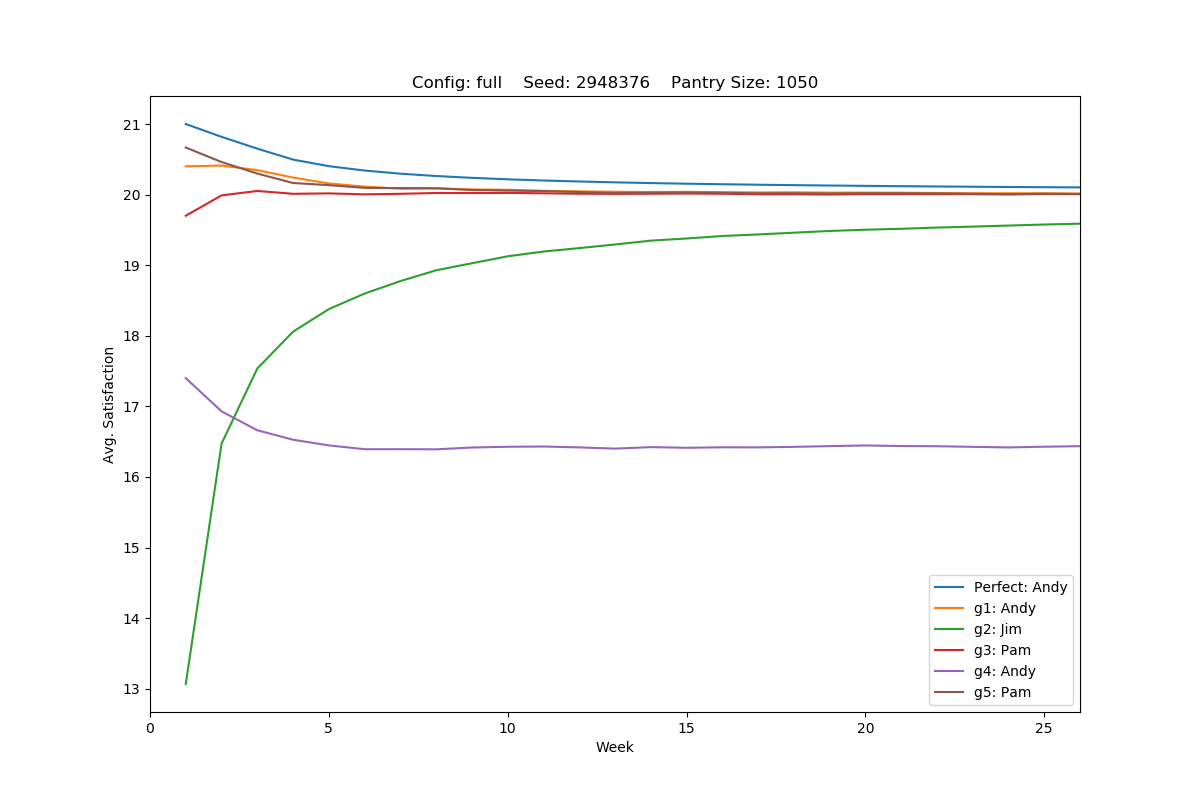 Config: full    Seed: 2948376    Pantry Size: 1050
Avg. Satisfaction
21
20
19
18
17
16
15
14
13
Perfect: Andy
g1: Andy
g2: Jim
g3: Pam
g4: Andy
g5: Pam
0 5 10 15 20 25
Week